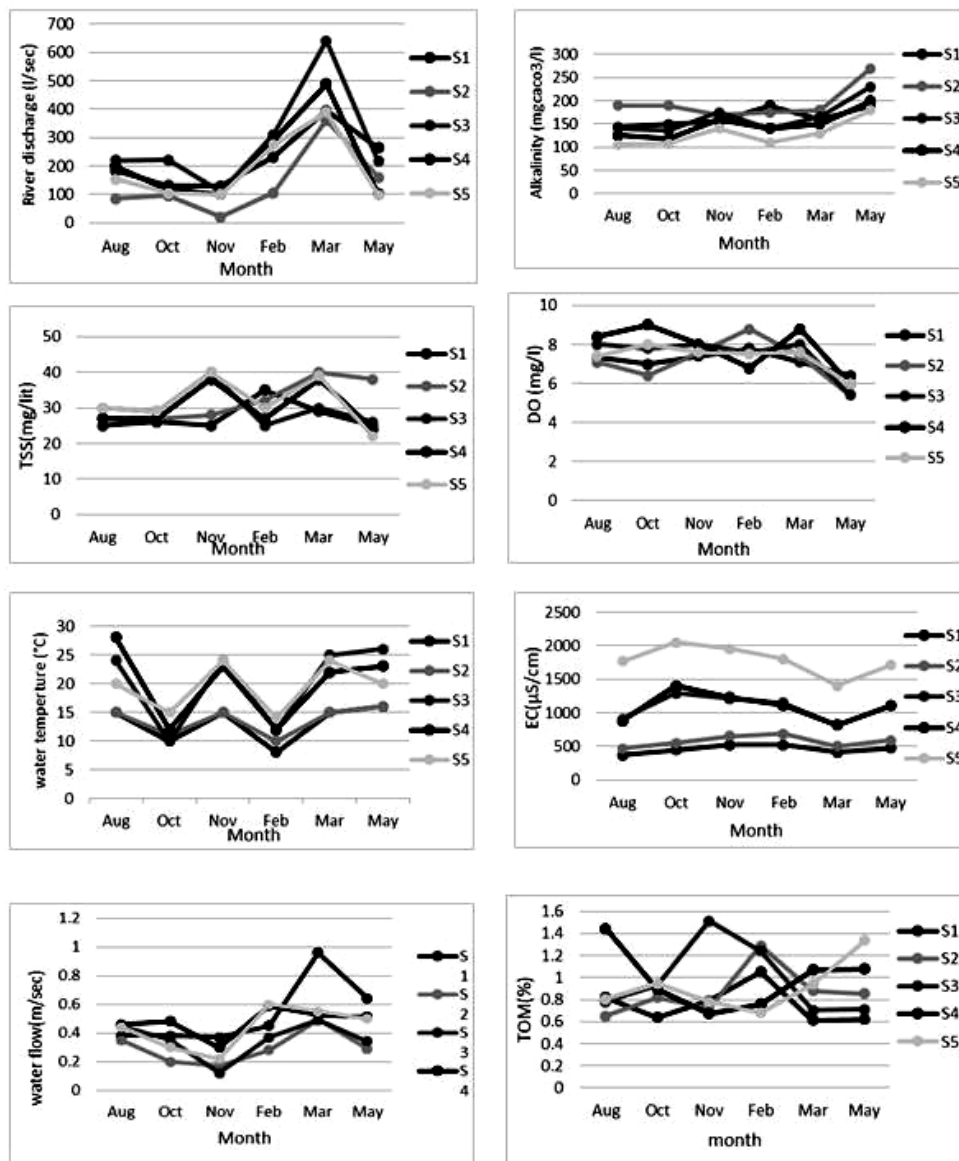 River discharge (l/sec)
700
600
500
400
300
200
100
0
Aug Oct Nov Feb Mar May
Month
S1
S2
S3
S4
S5
Alkalinity (mgcaco3/l)
300
250
200
150
100
50
0
Aug Oct Nov Feb Mar May
Month
S1
S2
S3
S4
S5
TSS(mg/lit)
50
40
30
20
10
0
Aug Oct Nov Feb Mar May
Month
S1
S2
S3
S4
S5
DO (mg/l)
10
8
6
4
2
0
Aug Oct Nov Feb Mar May
Month
S1
S2
S3
S4
S5
water temperture (°C)
30
25
20
15
10
5
0
Aug Oct Nov Feb Mar May
Month
S1
S2
S3
S4
S5
EC(µS/cm)
2500
2000
1500
1000
500
0
Aug Oct Nov Feb Mar May
Month
S1
S2
S3
S4
S5
water flow(m/sec)
1.2
1
0.8
0.6
0.4
0.2
0
Aug Oct Nov Feb Mar May
Month
S
1
S
2
S
3
S
4
TOM(%)
1.6
1.4
1.2
1
0.8
0.6
0.4
0.2
0
Aug Oct Nov Feb Mar May
month
S1
S2
S3
S4
S5